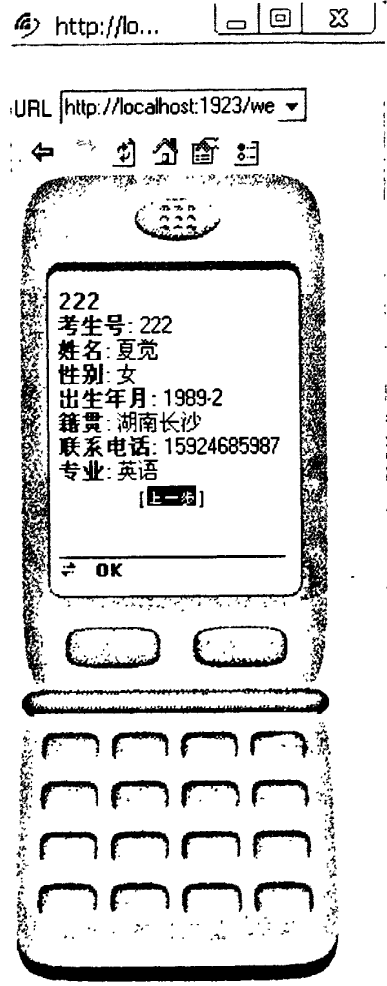 http://lo...
URL http://localhost:1923/we
222
考生号: 222
姓名: 夏觉
性别: 女
出生年月: 1989-2
籍贯: 湖南长沙
联系电话: 15924685987
专业: 英语
[上一步]
OK